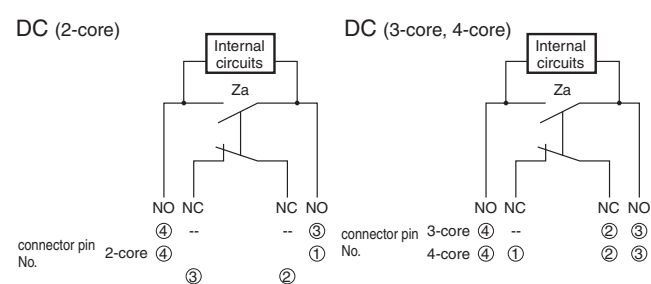 DC (2-core)
DC (3-core, 4-core)
Internal
circuits
Internal
circuits
Za
Za
NO NC NC NO
NO NC NC NO
④ -- -- ③
connector pin No. 2-core ④ ①
③ ②
connector pin No. 3-core ④ -- ② ③
4-core ④ ① ② ③